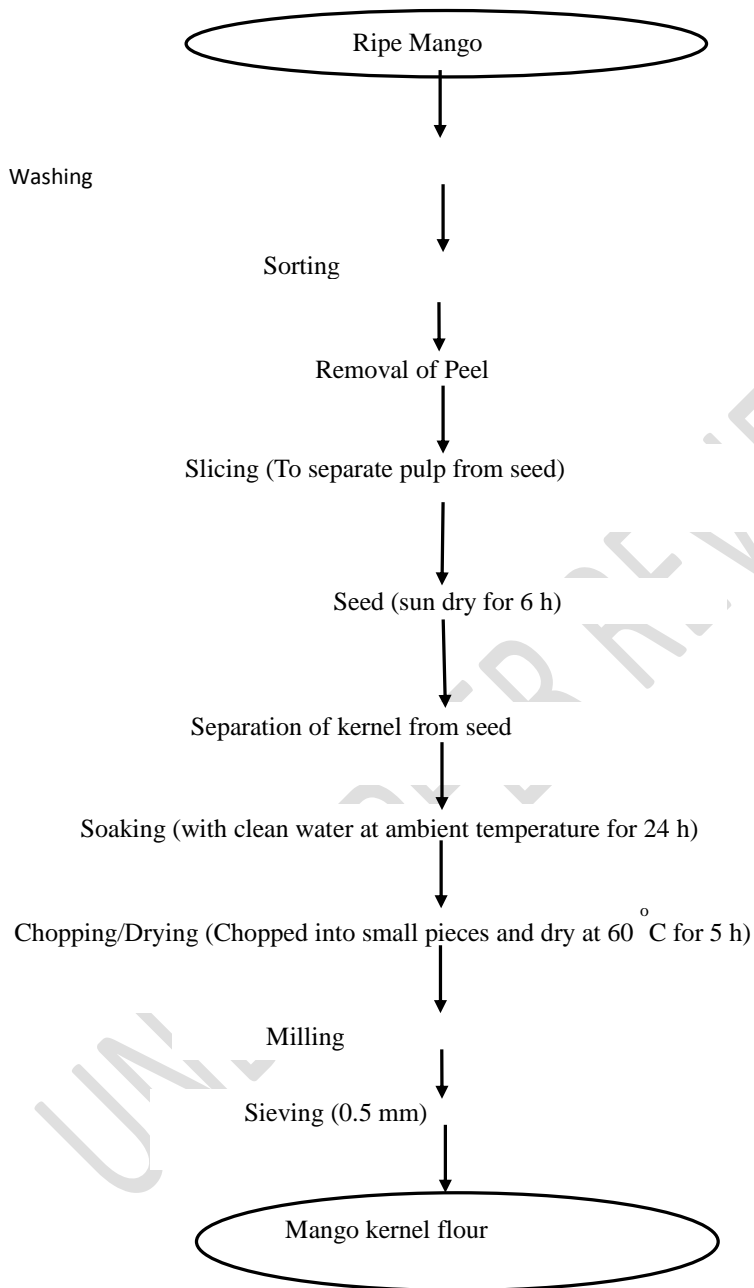 Ripe Mango
Washing
Sorting
Removal of Peel
Slicing (To separate pulp from seed)
Seed (sun dry for 6 h)
Separation of kernel from seed
Soaking (with clean water at ambient temperature for 24 h)
Chopping/Drying (Chopped into small pieces and dry at 60 °C for 5 h)
Milling
Sieving (0.5 mm)
Mango kernel flour